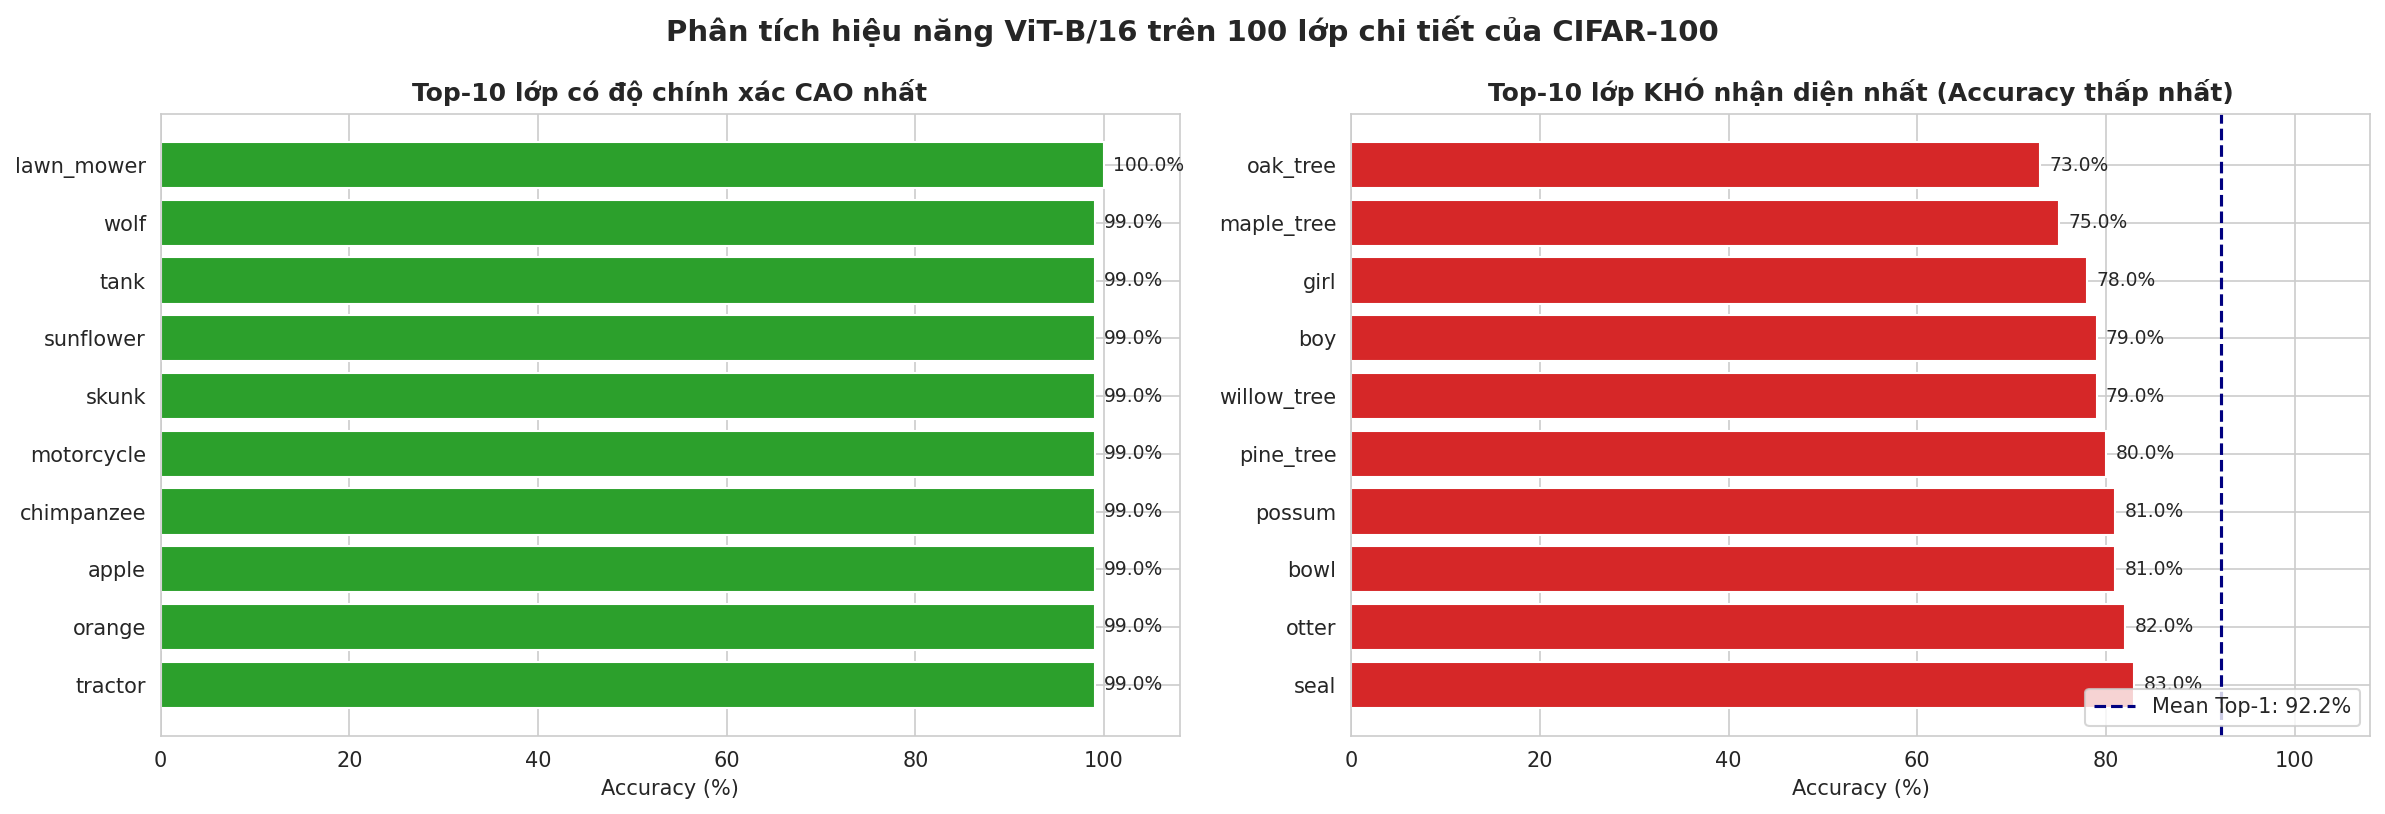 Phân tích hiệu năng ViT-B/16 trên 100 lớp chi tiết của CIFAR-100
Top-10 lớp có độ chính xác CAO nhất
lawn_mower 100.0%
wolf 99.0%
tank 99.0%
sunflower 99.0%
skunk 99.0%
motorcycle 99.0%
chimpanzee 99.0%
apple 99.0%
orange 99.0%
tractor 99.0%
0 20 40 60 80 100
Accuracy (%)
Top-10 lớp KHÓ nhận diện nhất (Accuracy thấp nhất)
oak_tree 73.0%
maple_tree 75.0%
girl 78.0%
boy 79.0%
willow_tree 79.0%
pine_tree 80.0%
possum 81.0%
bowl 81.0%
otter 82.0%
seal 83.0%
Mean Top-1: 92.2%
0 20 40 60 80 100
Accuracy (%)